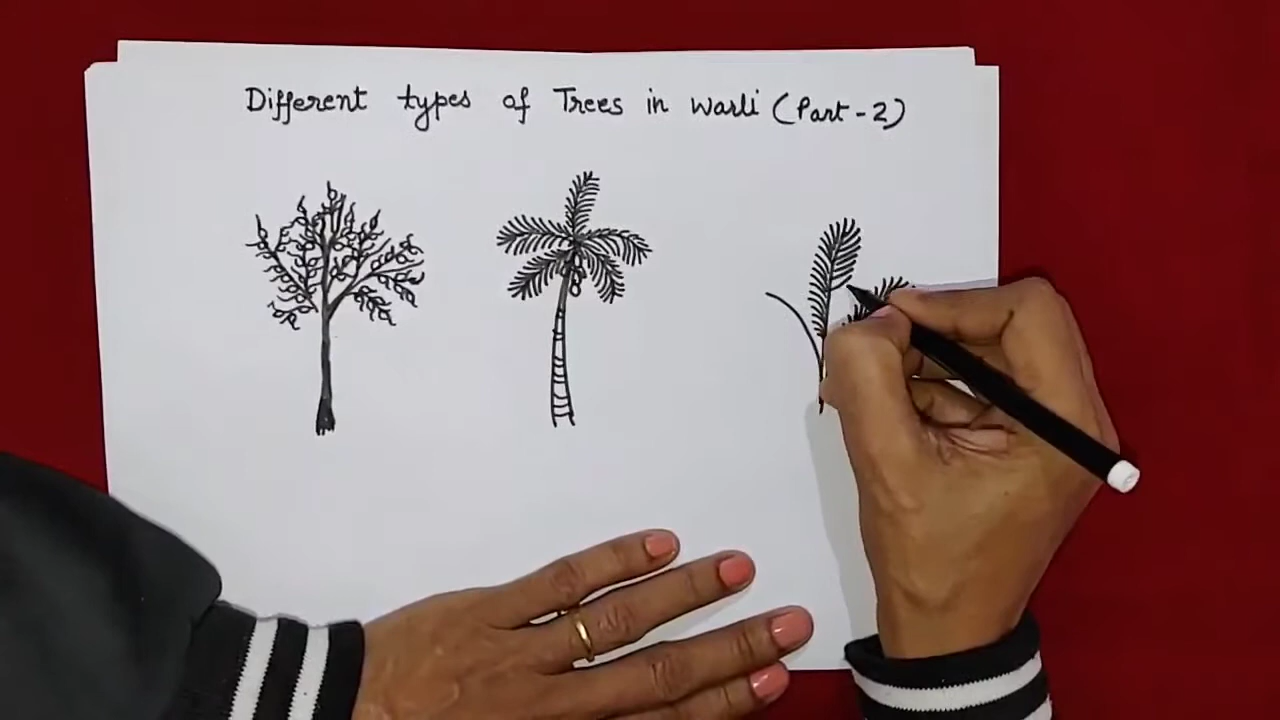 Different types of Trees in Warli (Part-2)